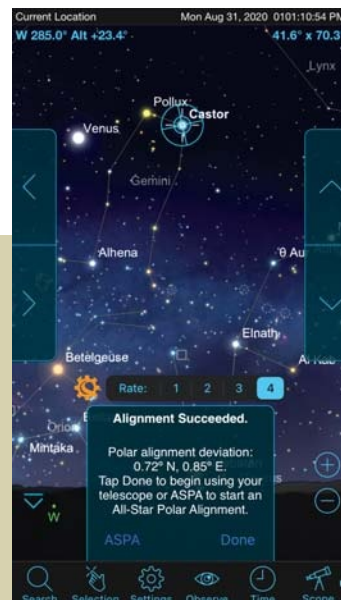 Current Location Mon Aug 31, 2020 0101:10:54 PM
W 285.0° Alt +23.4° 41.6° x 70.3
Lynx
Pollux
Castor
Venus
Gemini
Alhena
θ Au
Elnath
Betelgeuse
Al Kab
Rate: 1 2 3 4
Orio
Alignment Succeeded.
Mintaka
Polar alignment deviation:
0.72° N, 0.85° E.
Tap Done to begin using your
telescope or ASPA to start an
All-Star Polar Alignment.
W
ASPA Done
Search Selection Settings Observe Time Scope